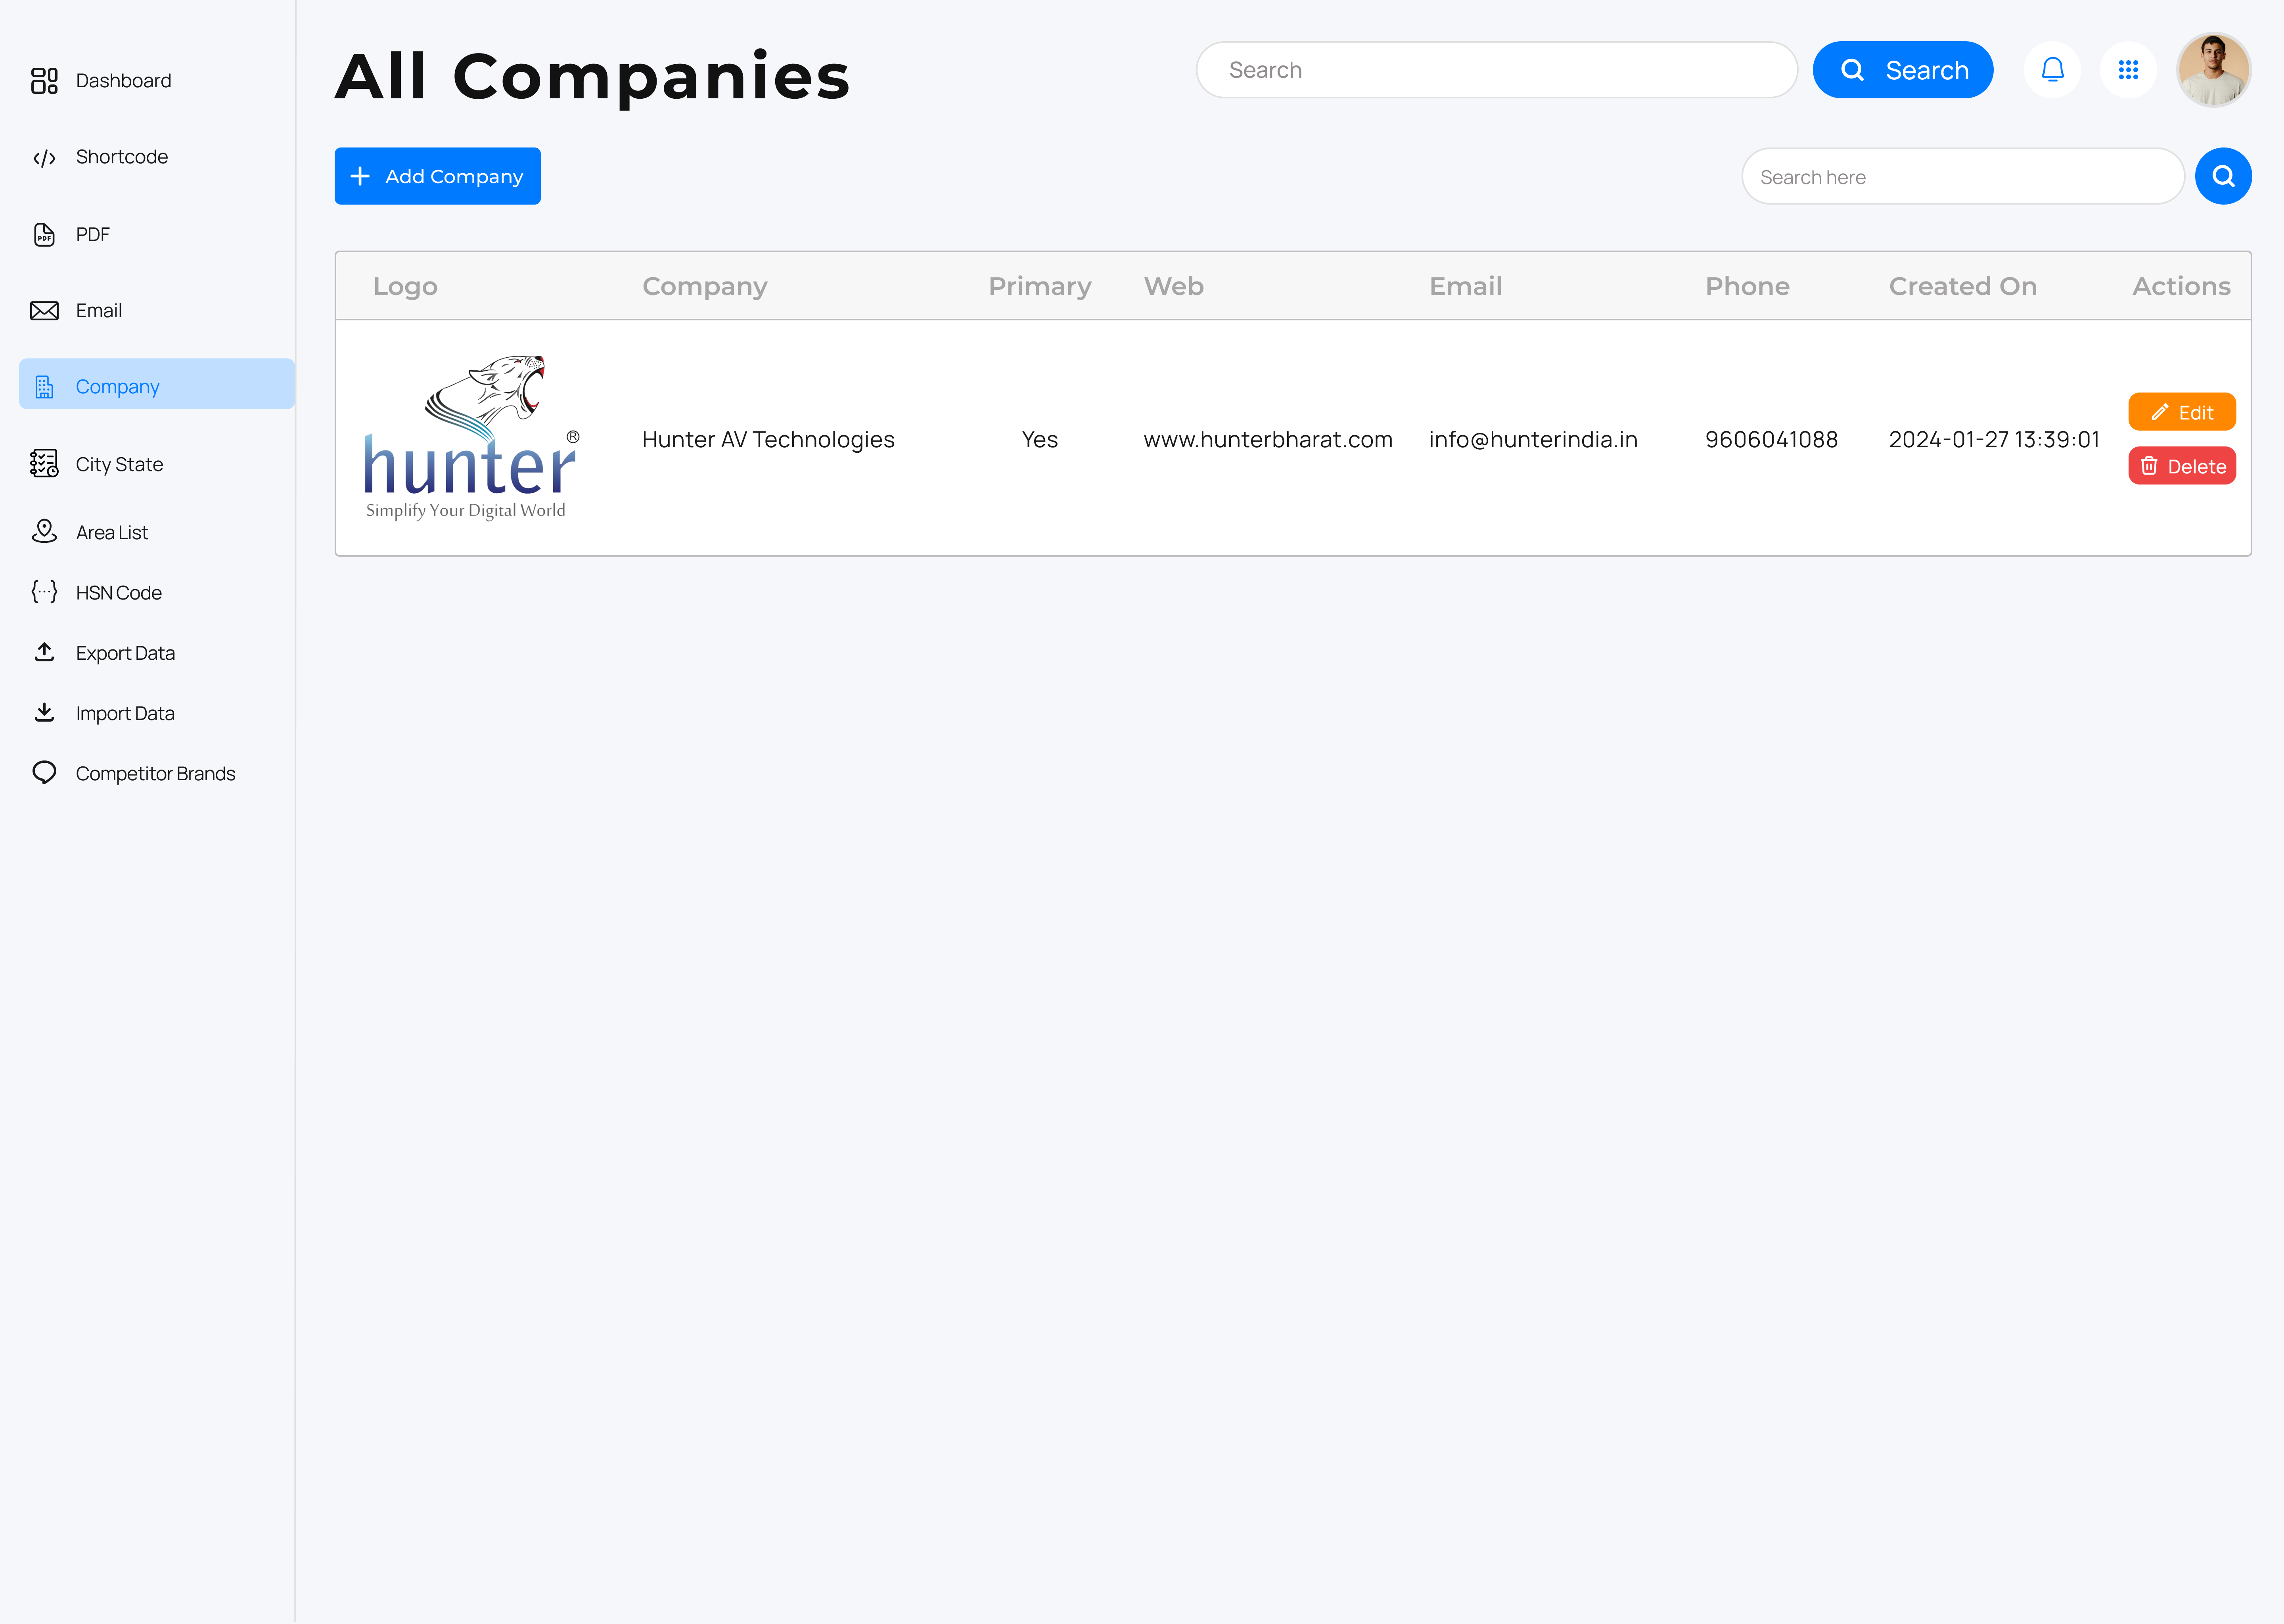 All Companies
Search
Search
Dashboard
Shortcode
PDF
Email
Company
City State
Area List
HSN Code
Export Data
Import Data
Competitor Brands
+ Add Company
Search here
Logo Company Primary Web Email Phone Created On Actions
hunter®
Simplify Your Digital World
Hunter AV Technologies Yes www.hunterbharat.com info@hunterindia.in 9606041088 2024-01-27 13:39:01
Edit
Delete